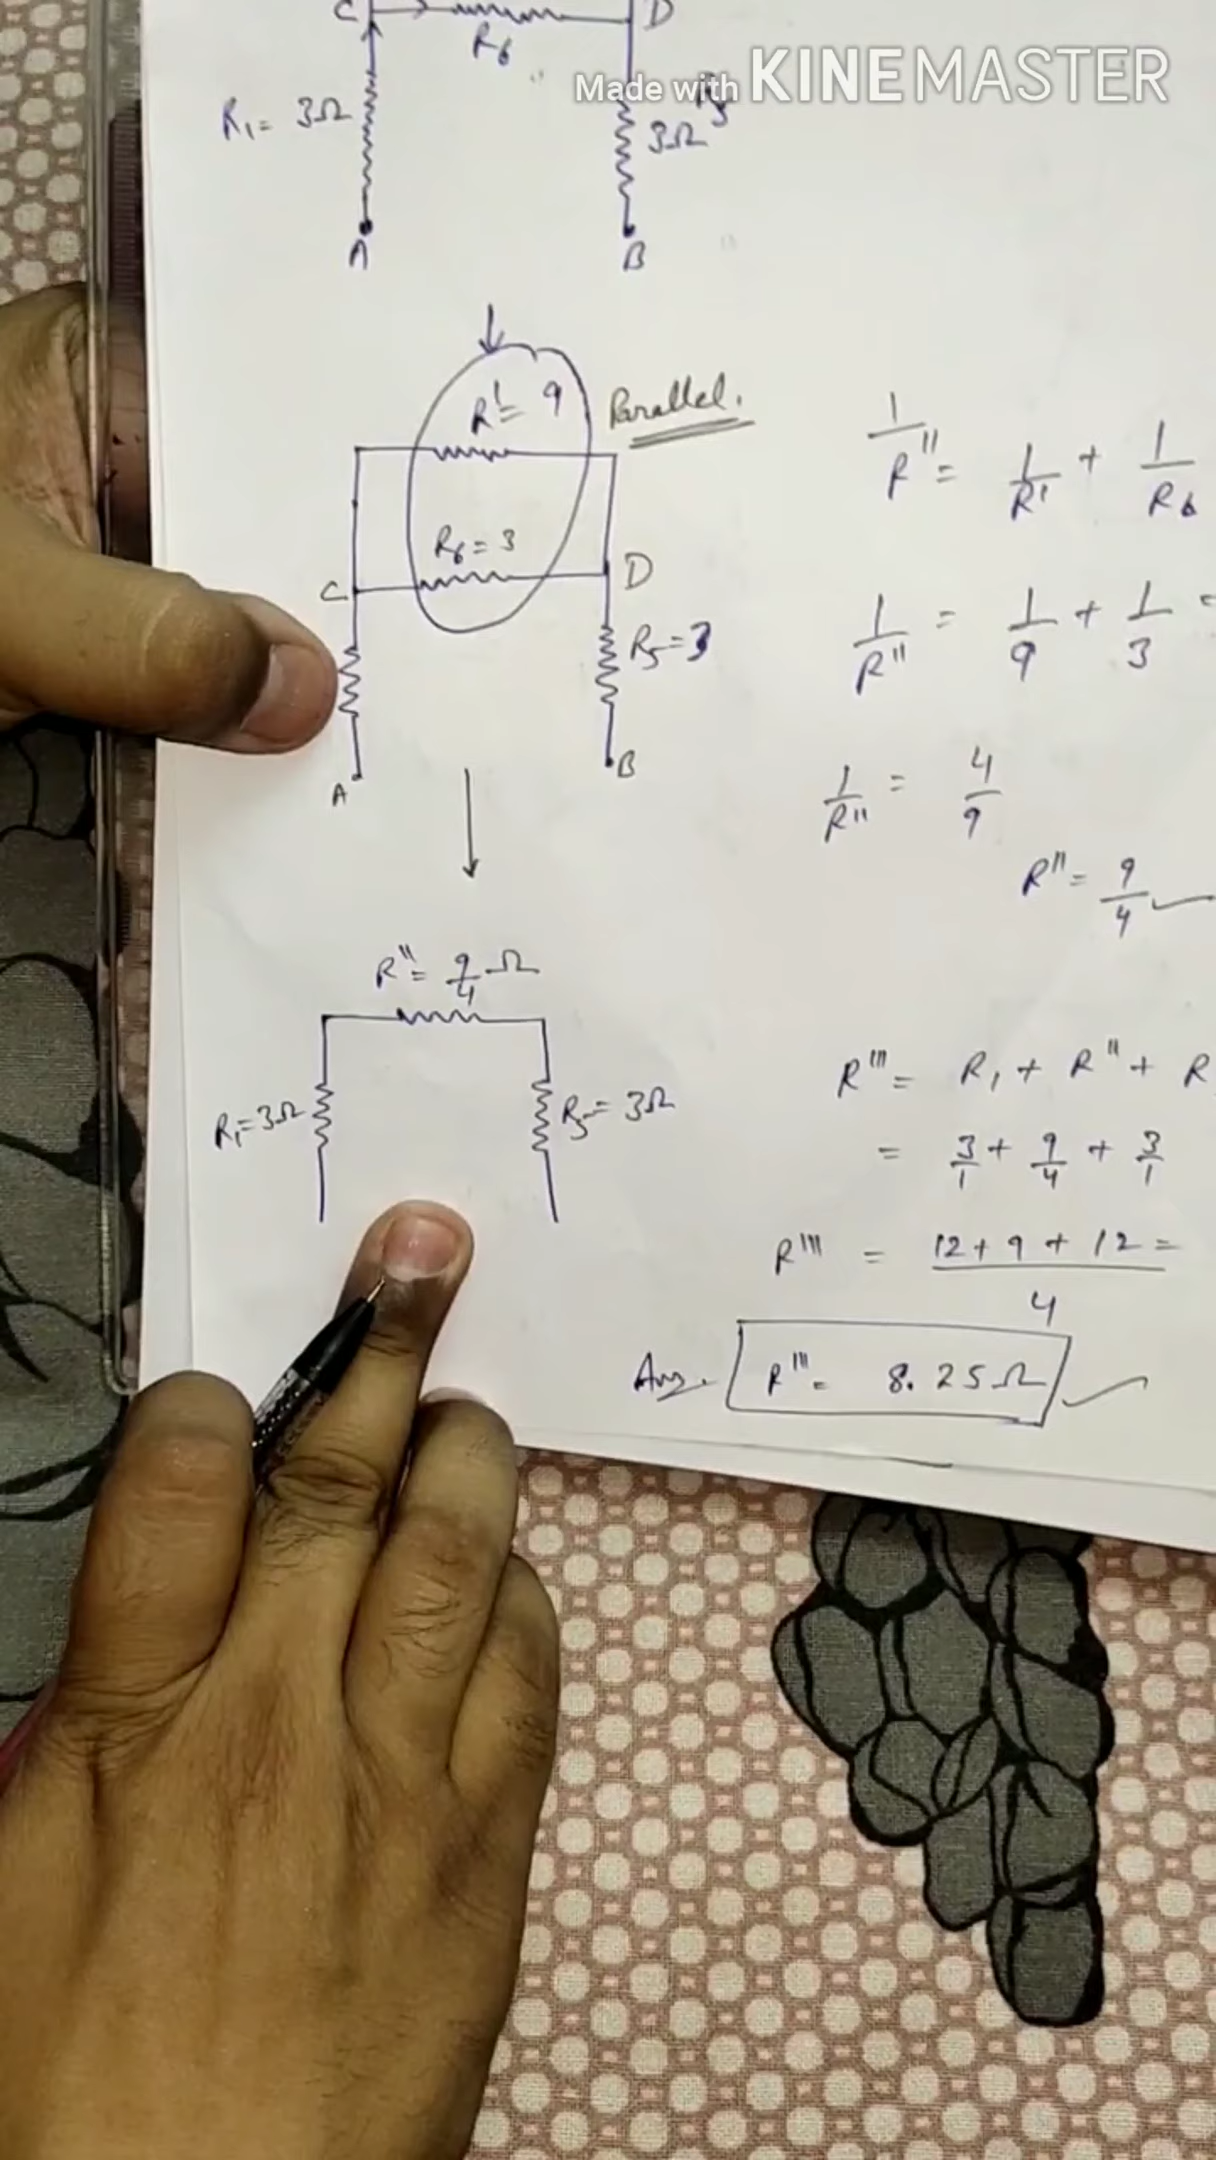 C D
R6
Made with KINEMASTER
R1 = 3Ω
3Ω
A B
R' = 9
Parallel.
R6 = 3
C D
R5 = 3
A B
R'' = 9/4 Ω
R1 = 3Ω
R5 = 3Ω
1/R'' = 1/R' + 1/R6
1/R'' = 1/9 + 1/3 =
1/R'' = 4/9
R'' = 9/4
R''' = R1 + R'' + R
= 3/1 + 9/4 + 3/1
R''' = 12 + 9 + 12 / 4 =
Ans. R''' = 8.25Ω